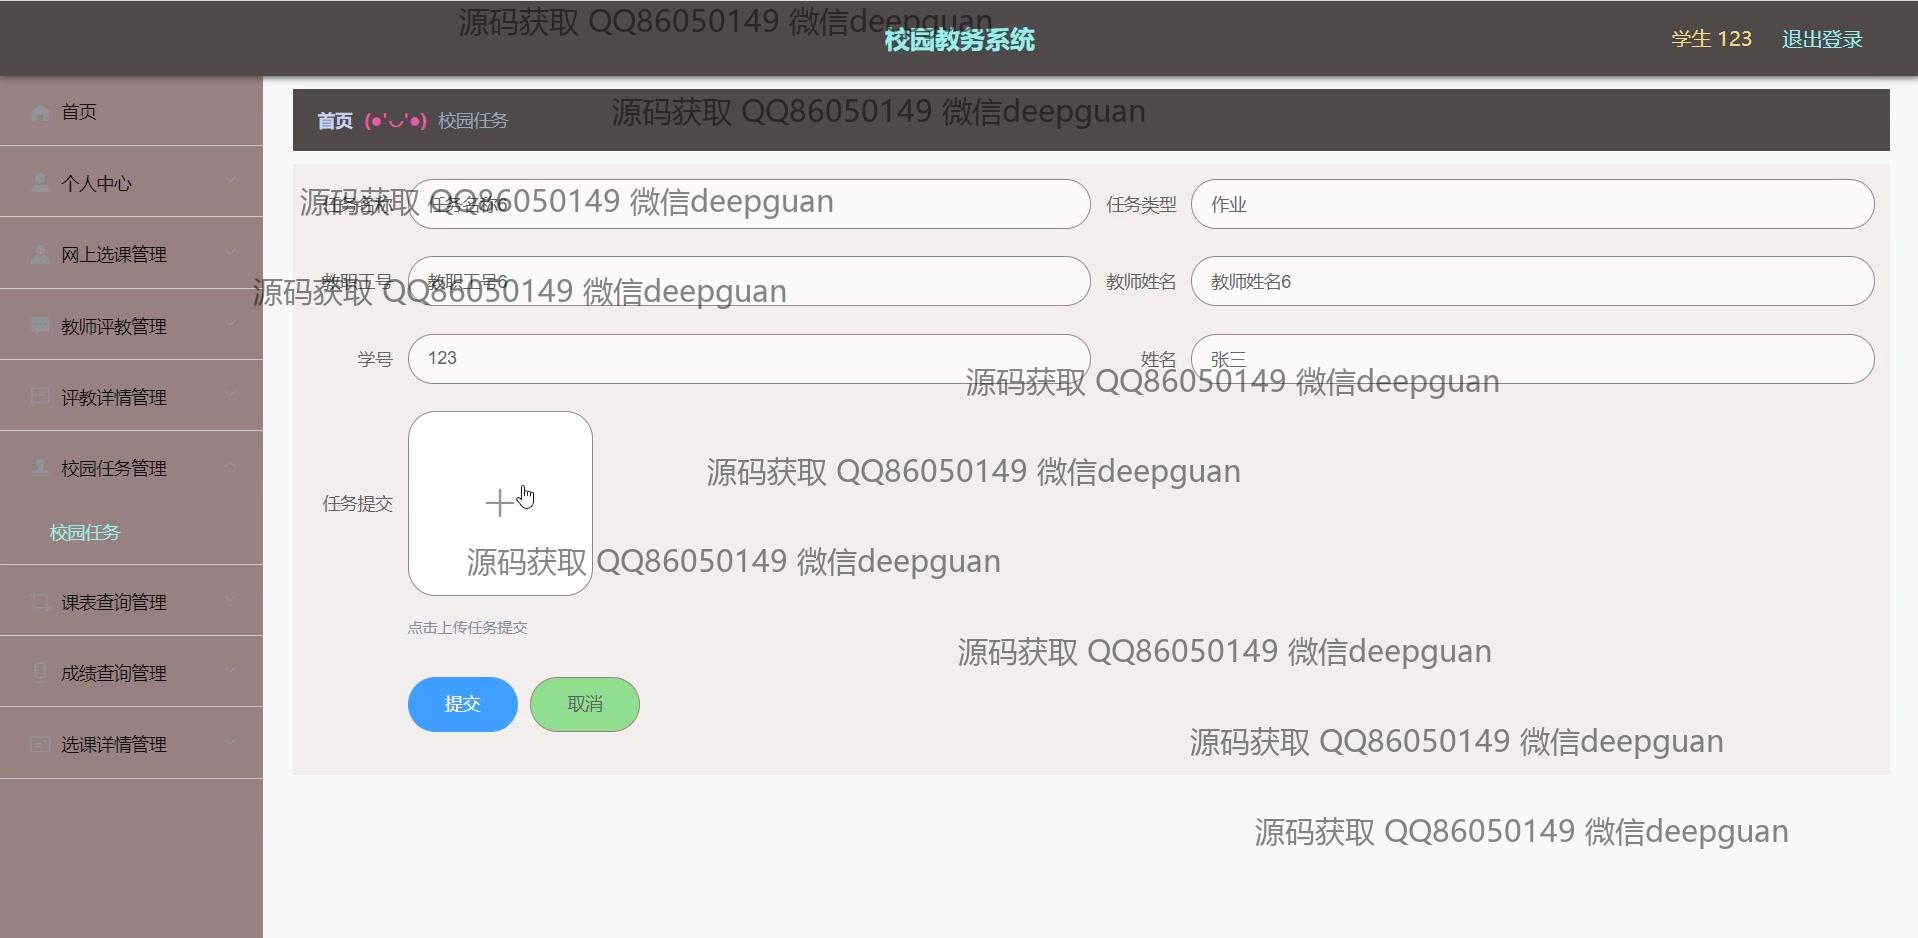 源码获取 QQ86050149 微信deepguan
校园教务系统
学生 123
退出登录
首页
个人中心
网上选课管理
教师评教管理
评教详情管理
校园任务管理
校园任务
课表查询管理
成绩查询管理
选课详情管理
首页 (●'◡'●) 校园任务
源码获取 QQ86050149 微信deepguan
任务名称 任务名称6
任务类型 作业
源码获取 QQ86050149 微信deepguan
教职工号 教职工号6
教师姓名 教师姓名6
源码获取 QQ86050149 微信deepguan
学号 123
姓名 张三
源码获取 QQ86050149 微信deepguan
源码获取 QQ86050149 微信deepguan
任务提交
源码获取 QQ86050149 微信deepguan
点击上传任务提交
源码获取 QQ86050149 微信deepguan
提交
取消
源码获取 QQ86050149 微信deepguan
源码获取 QQ86050149 微信deepguan